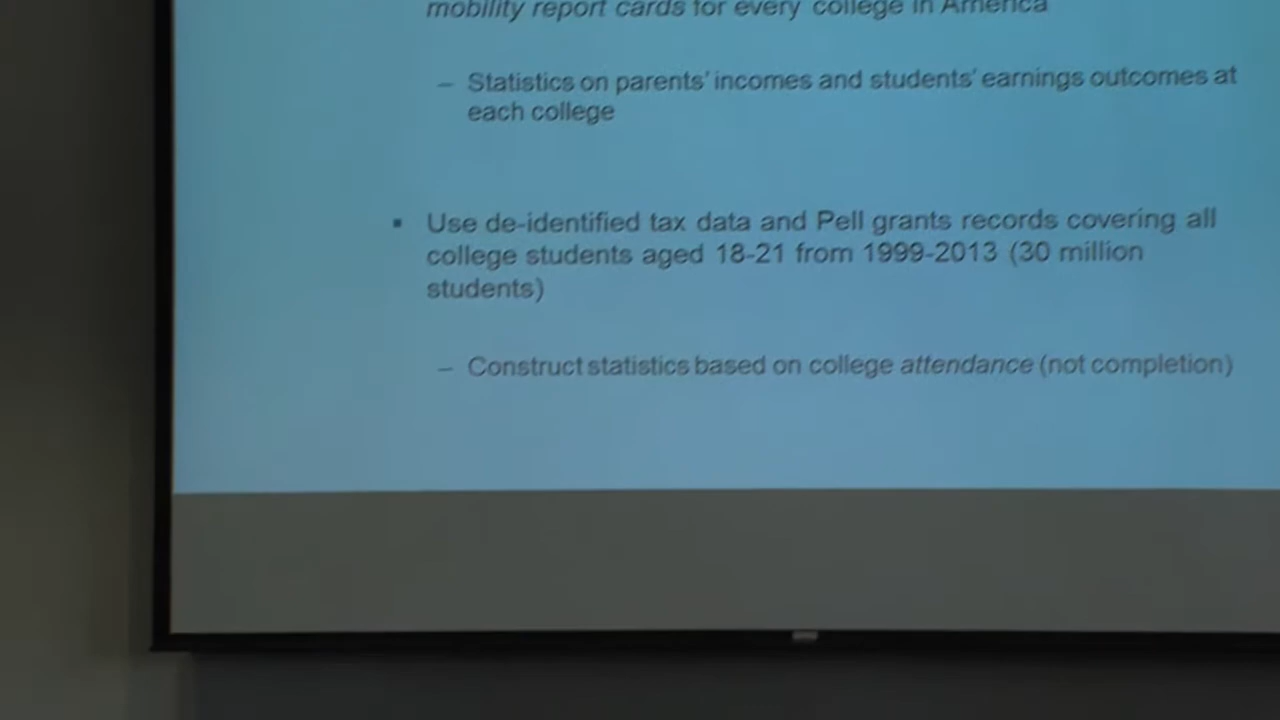 mobility report cards for every college in America
– Statistics on parents' incomes and students' earnings outcomes at
each college
▪ Use de-identified tax data and Pell grants records covering all
college students aged 18-21 from 1999-2013 (30 million
students)
– Construct statistics based on college attendance (not completion)